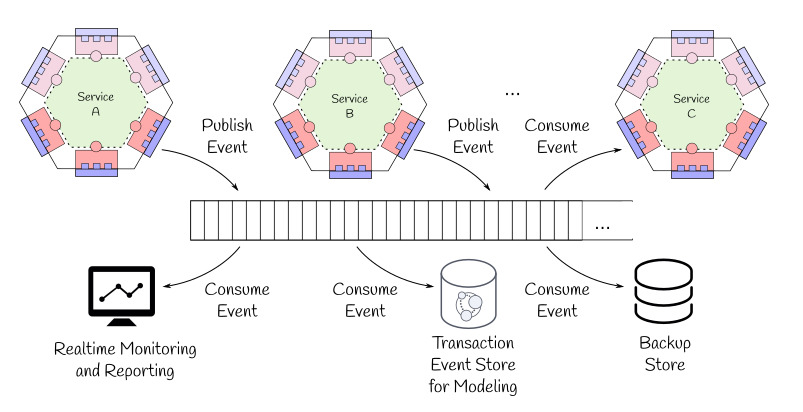 Service
A
Service
B
...
Service
C
Publish
Event
Publish
Event
Consume
Event
...
Consume
Event
Consume
Event
Consume
Event
Realtime Monitoring
and Reporting
Transaction
Event Store
for Modeling
Backup
Store